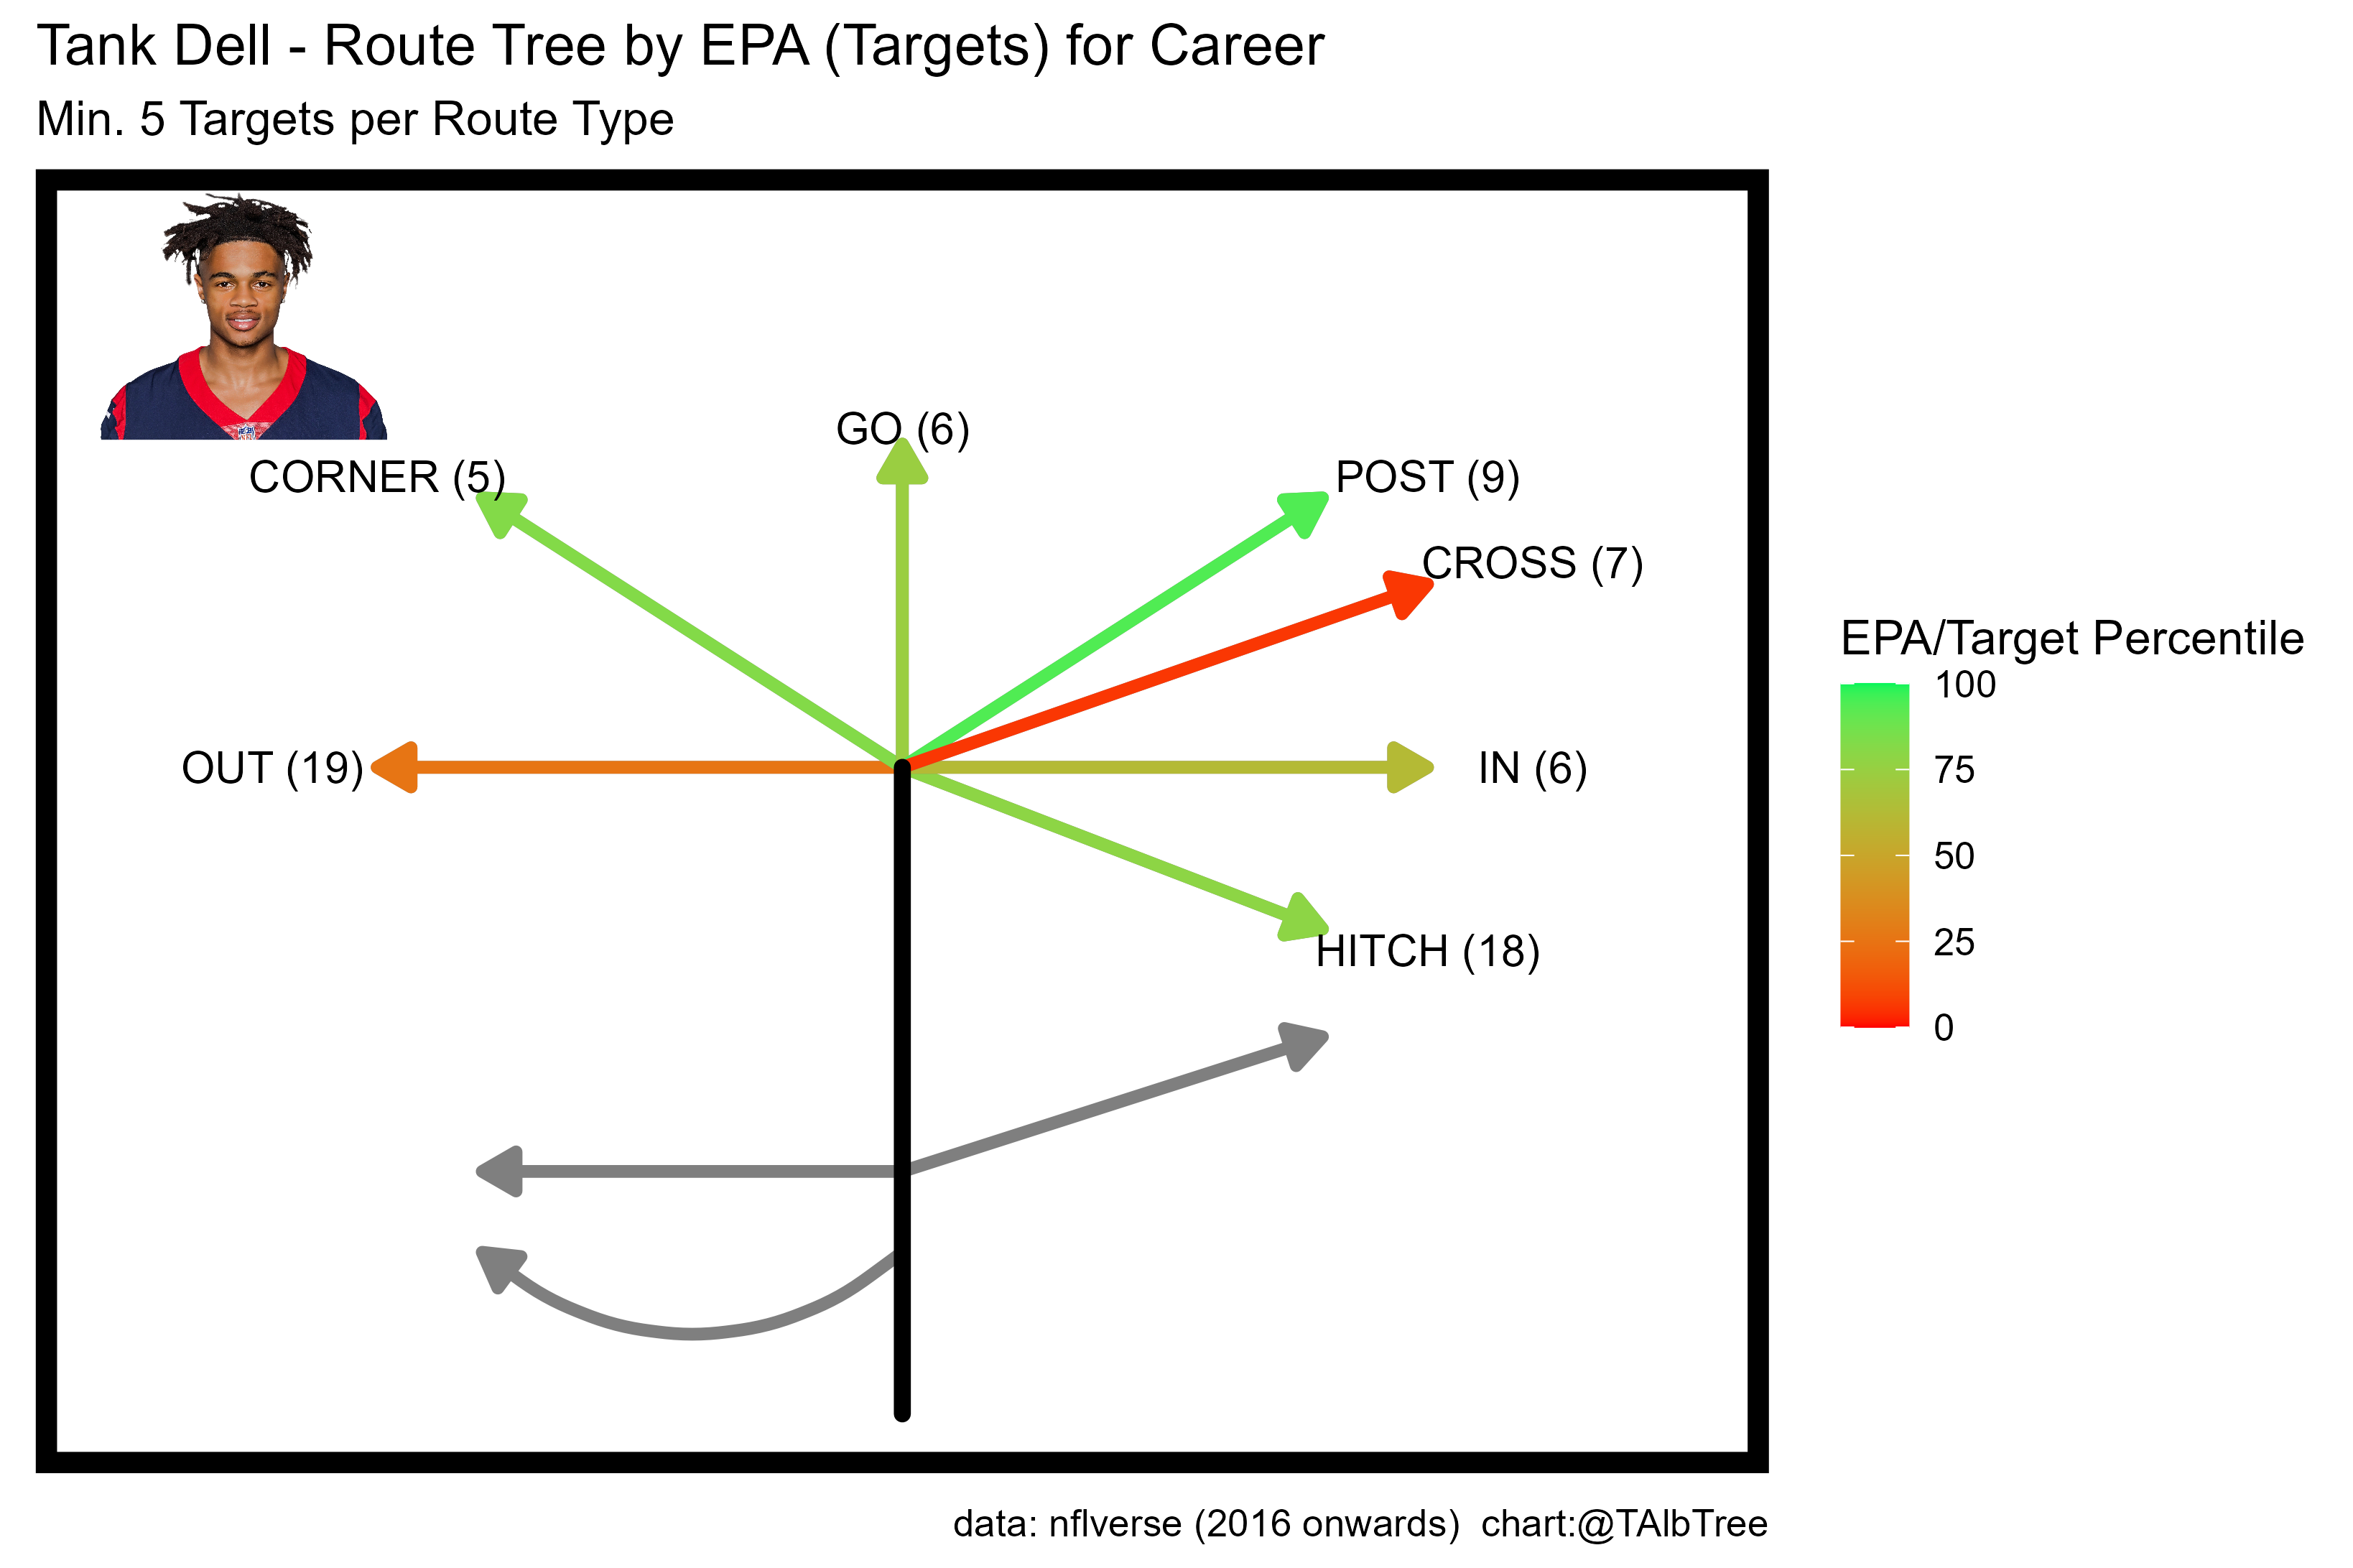 Tank Dell - Route Tree by EPA (Targets) for Career
Min. 5 Targets per Route Type
GO (6)
CORNER (5)
POST (9)
CROSS (7)
OUT (19)
IN (6)
HITCH (18)
EPA/Target Percentile
100
75
50
25
0
data: nflverse (2016 onwards)  chart:@TAlbTree